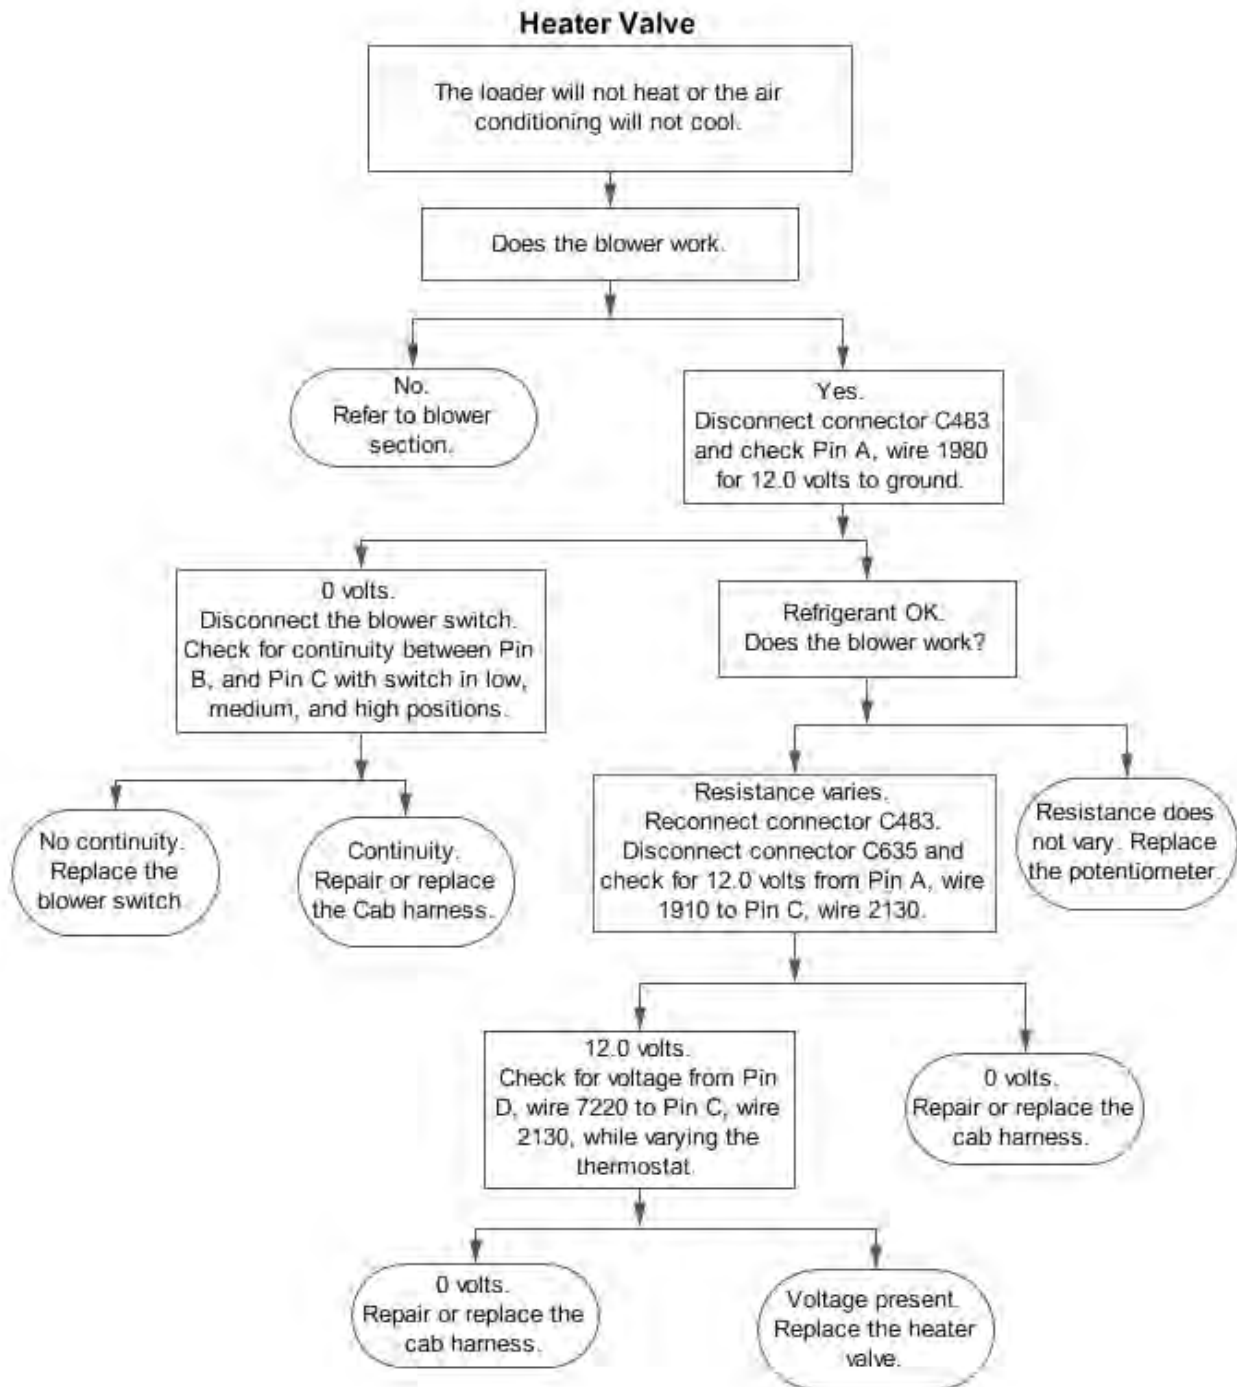 Heater Valve
The loader will not heat or the air
conditioning will not cool.
Does the blower work.
No.
Refer to blower
section.
Yes.
Disconnect connector C483
and check Pin A, wire 1980
for 12.0 volts to ground.
0 volts.
Disconnect the blower switch.
Check for continuity between Pin
B, and Pin C with switch in low,
medium, and high positions.
Refrigerant OK.
Does the blower work?
No continuity.
Replace the
blower switch
Continuity.
Repair or replace
the Cab harness.
Resistance varies.
Reconnect connector C483.
Disconnect connector C635 and
check for 12.0 volts from Pin A, wire
1910 to Pin C, wire 2130.
Resistance does
not vary. Replace
the potentiometer.
12.0 volts.
Check for voltage from Pin
D, wire 7220 to Pin C, wire
2130, while varying the
thermostat.
0 volts.
Repair or replace the
cab harness.
0 volts.
Repair or replace the
cab harness.
Voltage present.
Replace the heater
valve.